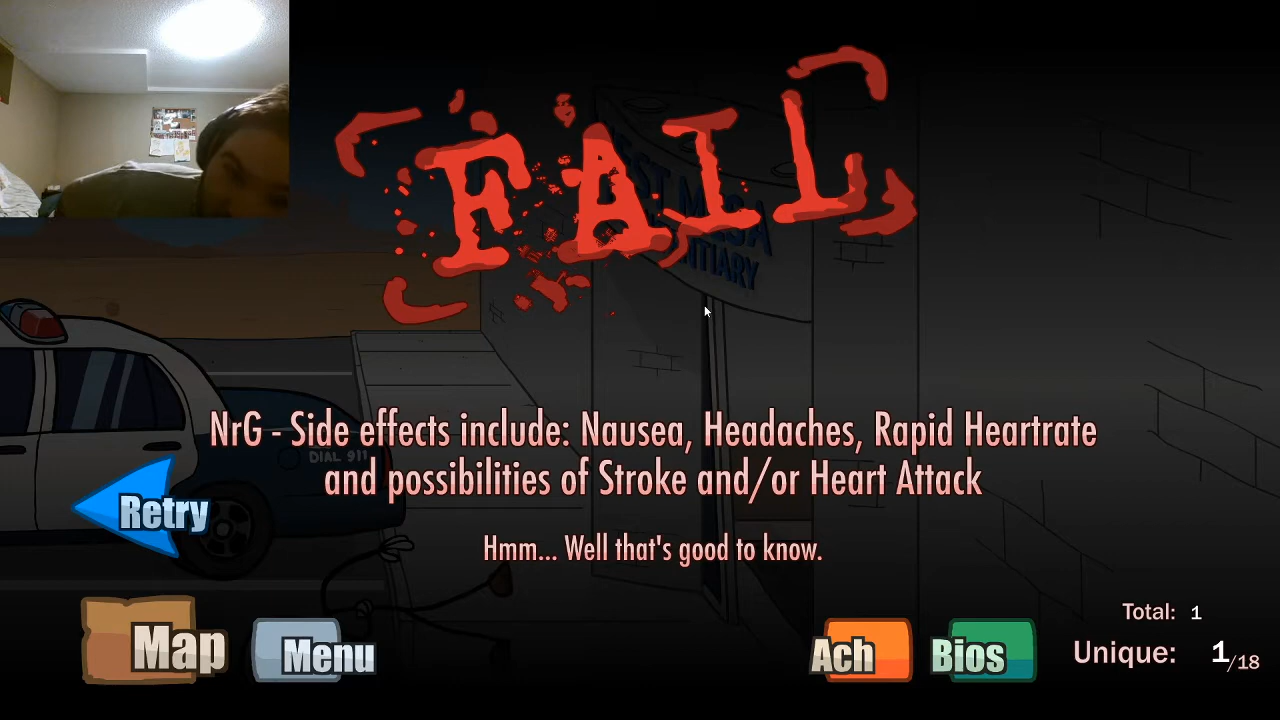 FAIL
NrG - Side effects include: Nausea, Headaches, Rapid Heartrate
and possibilities of Stroke and/or Heart Attack
DIAL 911
Retry
Hmm... Well that's good to know.
Total: 1
Map
Menu
Ach
Bios
Unique: 1/18